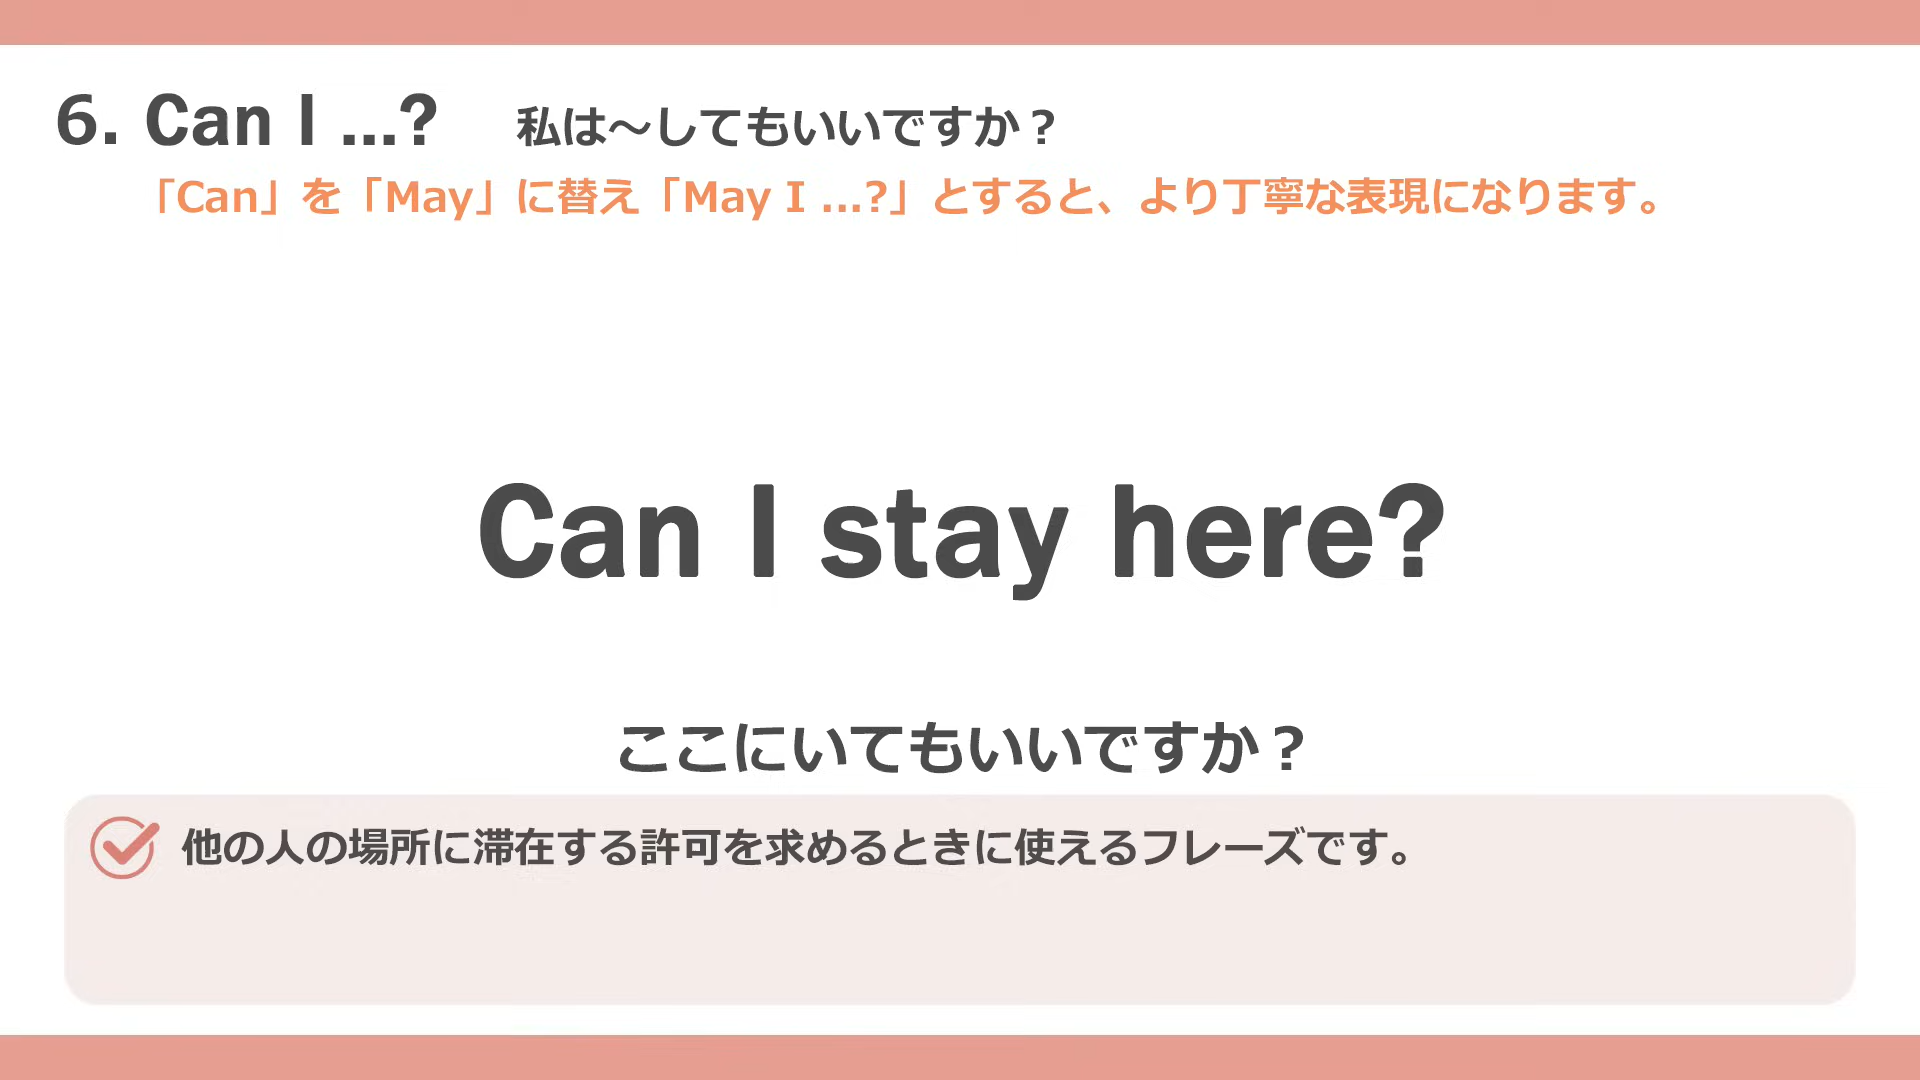 6. Can I ...? 私は～してもいいですか？
「Can」を「May」に替え「May I ...?」とすると、より丁寧な表現になります。
Can I stay here?
ここにいてもいいですか？
他の人の場所に滞在する許可を求めるときに使えるフレーズです。